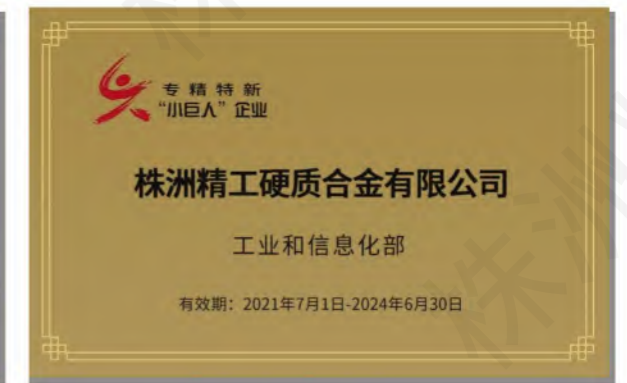 专精特新
“小巨人”企业
株洲精工硬质合金有限公司
工业和信息化部
有效期：2021年7月1日-2024年6月30日